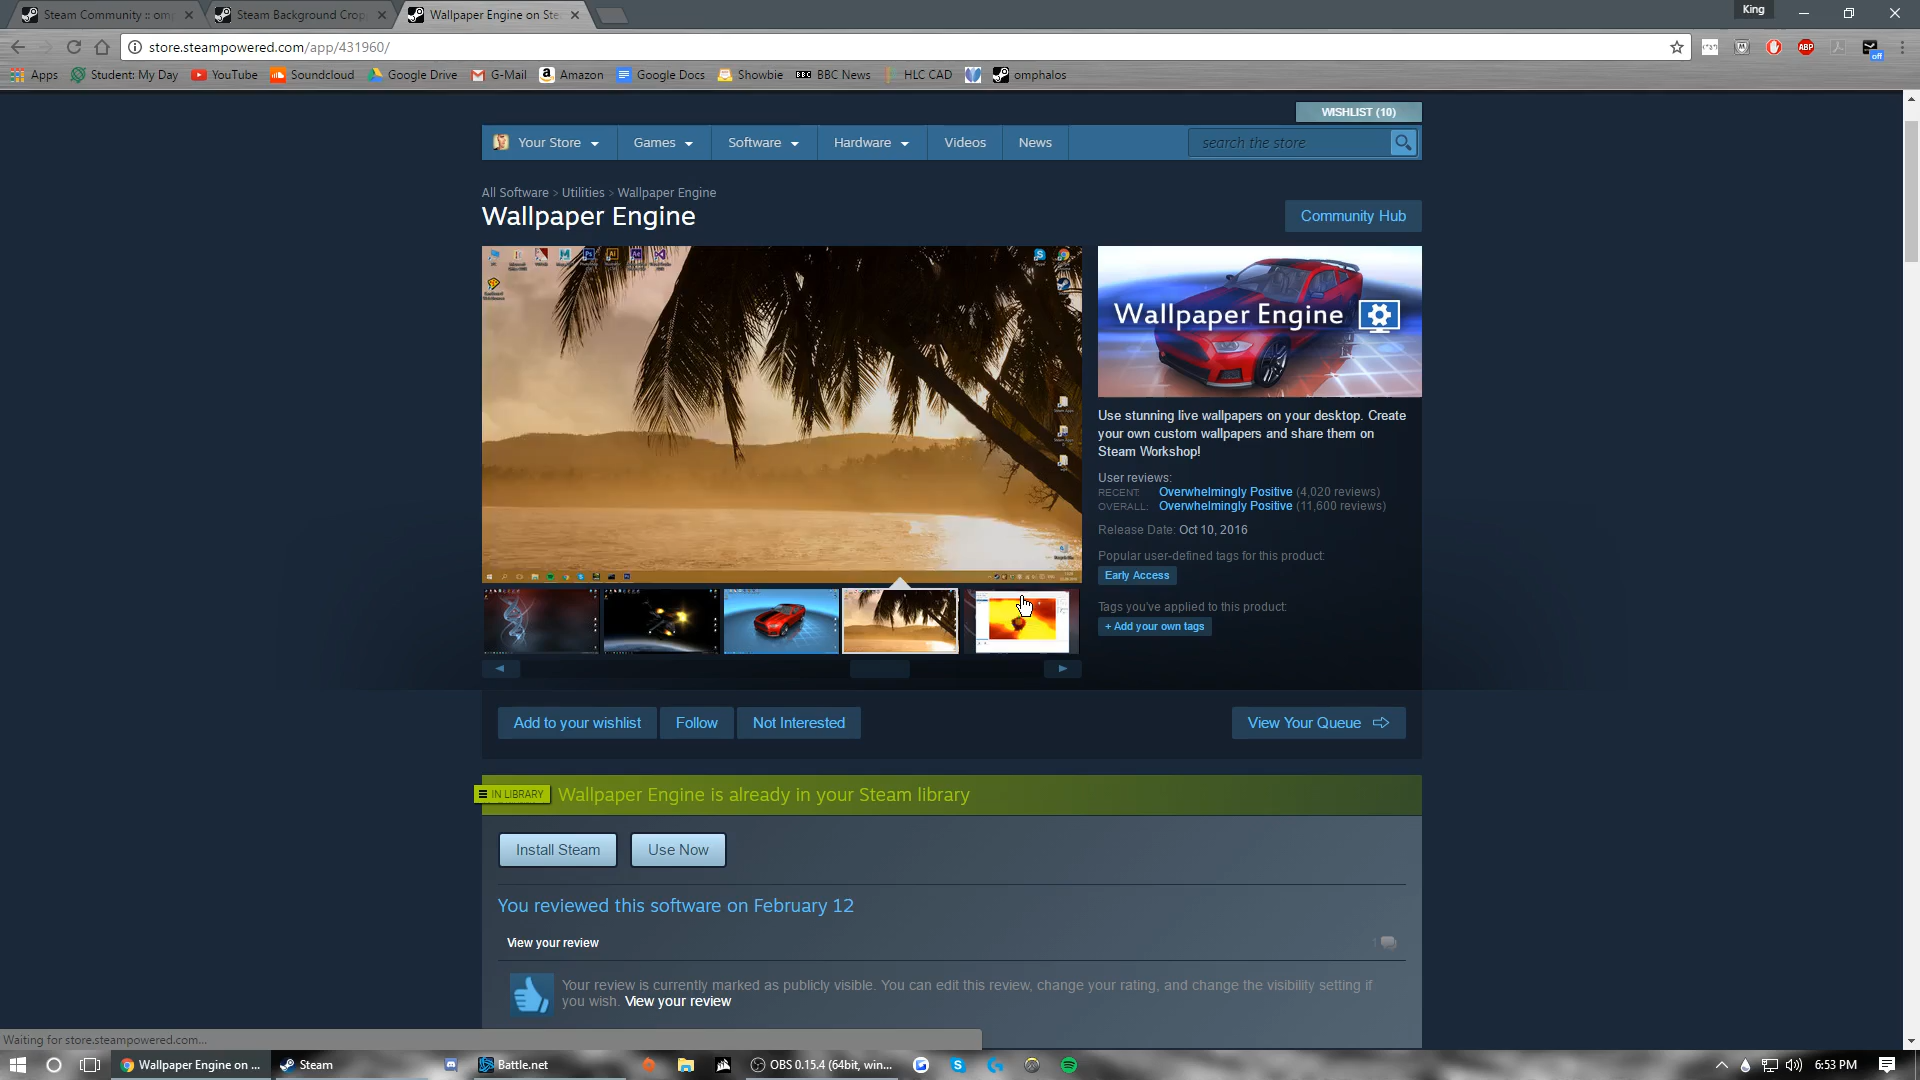 Steam Community :: om
Steam Background Crop
Wallpaper Engine on Ste
King
store.steampowered.com/app/431960/
ABP
off
Apps
Student: My Day
YouTube
Soundcloud
Google Drive
G-Mail
Amazon
Google Docs
Showbie
BBC News
HLC CAD
omphalos
WISHLIST (10)
Your Store
Games
Software
Hardware
Videos
News
search the store
All Software > Utilities > Wallpaper Engine
Wallpaper Engine
Community Hub
Wallpaper Engine
Use stunning live wallpapers on your desktop. Create
your own custom wallpapers and share them on
Steam Workshop!
User reviews:
RECENT: Overwhelmingly Positive (4,020 reviews)
OVERALL: Overwhelmingly Positive (11,600 reviews)
Release Date: Oct 10, 2016
Popular user-defined tags for this product:
Early Access
Tags you've applied to this product:
+ Add your own tags
Add to your wishlist
Follow
Not Interested
View Your Queue
IN LIBRARY
Wallpaper Engine is already in your Steam library
Install Steam
Use Now
You reviewed this software on February 12
View your review
1
Your review is currently marked as publicly visible. You can edit this review, change your rating, and change the visibility setting if
you wish. View your review
Waiting for store.steampowered.com...
Wallpaper Engine on ...
Steam
Battle.net
OBS 0.15.4 (64bit, win...
6:53 PM